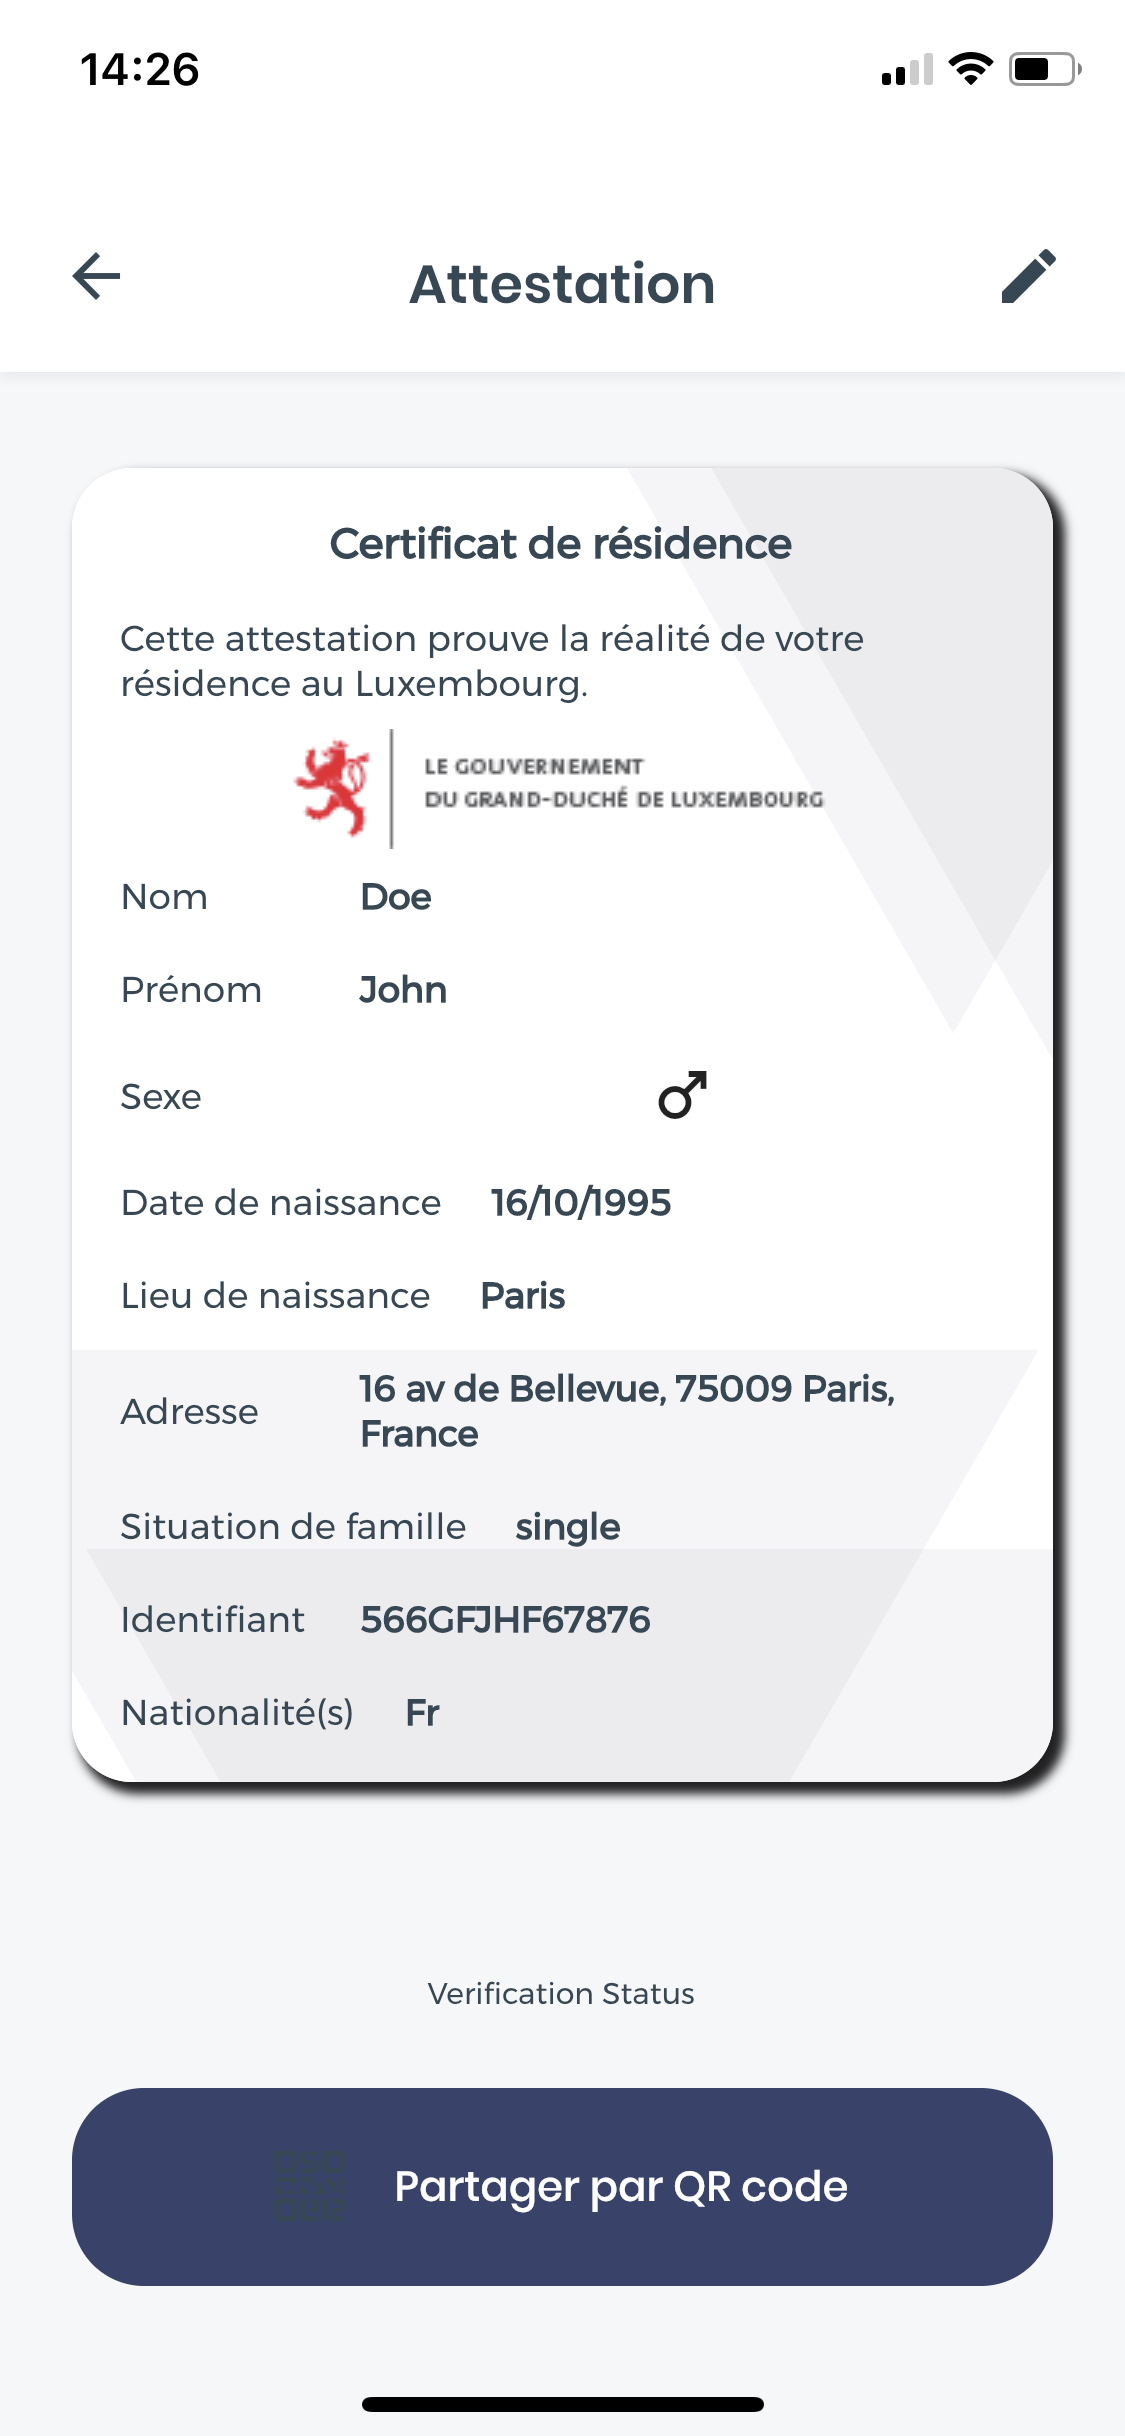 14:26
Attestation
Certificat de résidence
Cette attestation prouve la réalité de votre
résidence au Luxembourg.
LE GOUVERNEMENT
DU GRAND-DUCHÉ DE LUXEMBOURG
Nom Doe
Prénom John
Sexe
Date de naissance 16/10/1995
Lieu de naissance Paris
Adresse 16 av de Bellevue, 75009 Paris,
France
Situation de famille single
Identifiant 566GFJHF67876
Nationalité(s) Fr
Verification Status
Partager par QR code